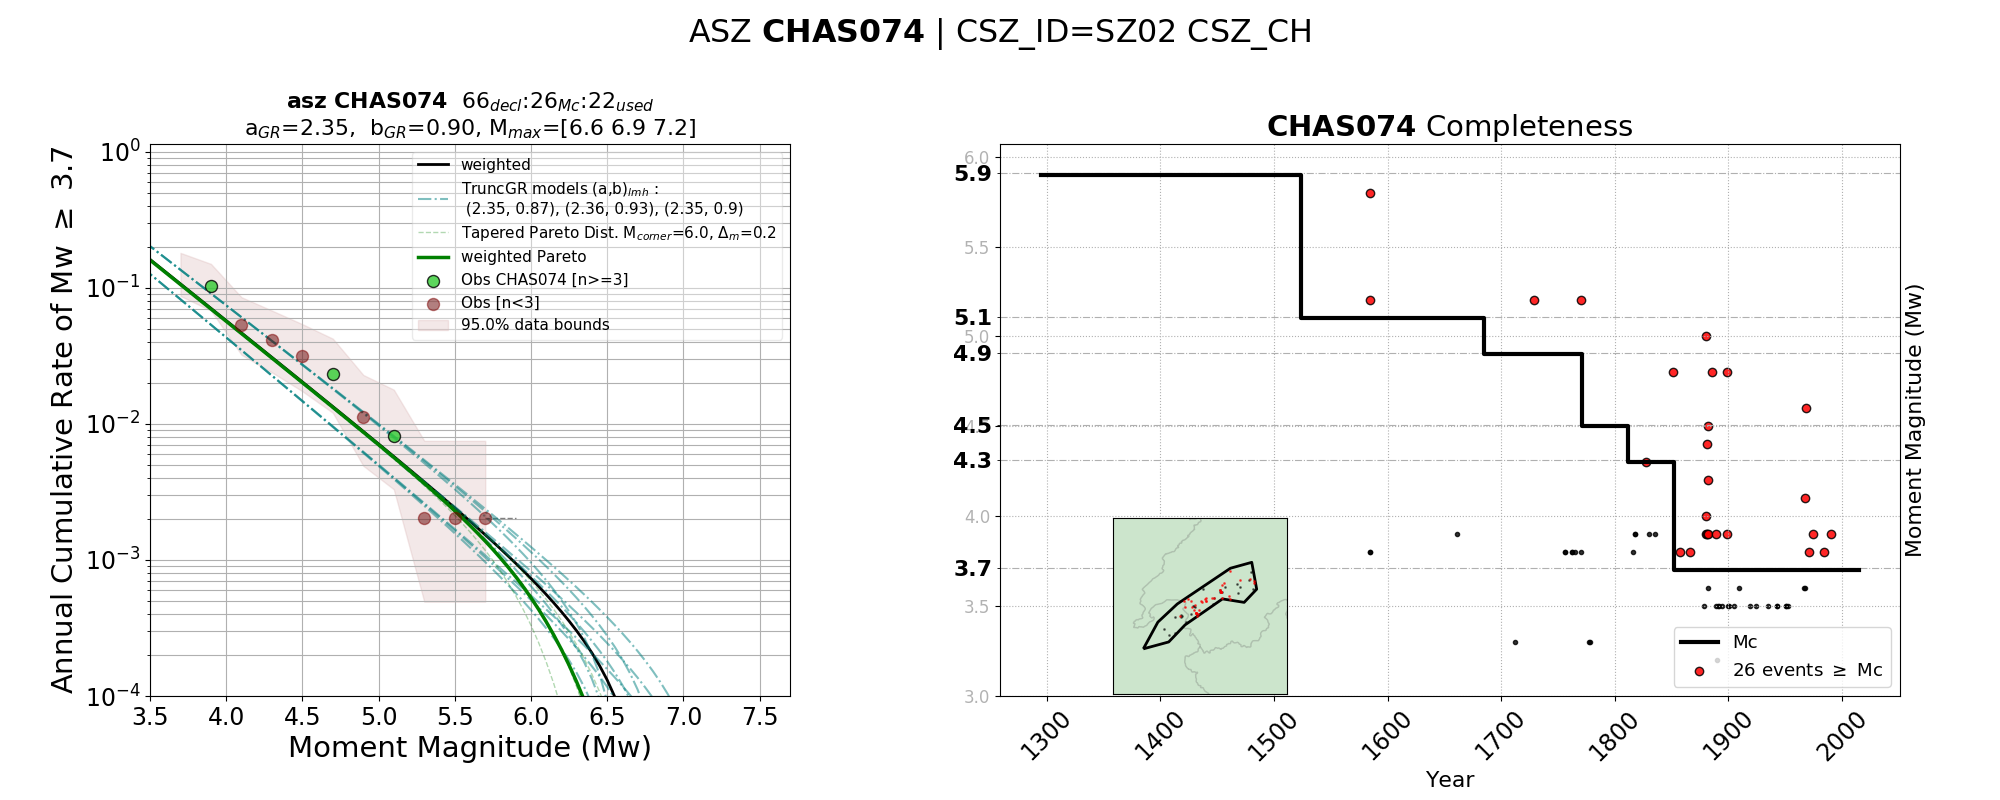 ASZ CHAS074 | CSZ_ID=SZ02 CSZ_CH
asz CHAS074 66decl:26Mc:22used
aGR=2.35, bGR=0.90, Mmax=[6.6 6.9 7.2]
Annual Cumulative Rate of Mw ≥ 3.7
10^0
10^−1
10^−2
10^−3
10^−4
weighted
TruncGR models (a,b)lmh :
(2.35, 0.87), (2.36, 0.93), (2.35, 0.9)
Tapered Pareto Dist. Mcorner=6.0, Δm=0.2
weighted Pareto
Obs CHAS074 [n>=3]
Obs [n<3]
95.0% data bounds
3.5 4.0 4.5 5.0 5.5 6.0 6.5 7.0 7.5
Moment Magnitude (Mw)
CHAS074 Completeness
6.0
5.9
5.5
5.1
5.0
4.9
4.5
4.5
4.3
4.0
3.7
3.5
3.0
Moment Magnitude (Mw)
Mc
26 events ≥ Mc
1300 1400 1500 1600 1700 1800 1900 2000
Year